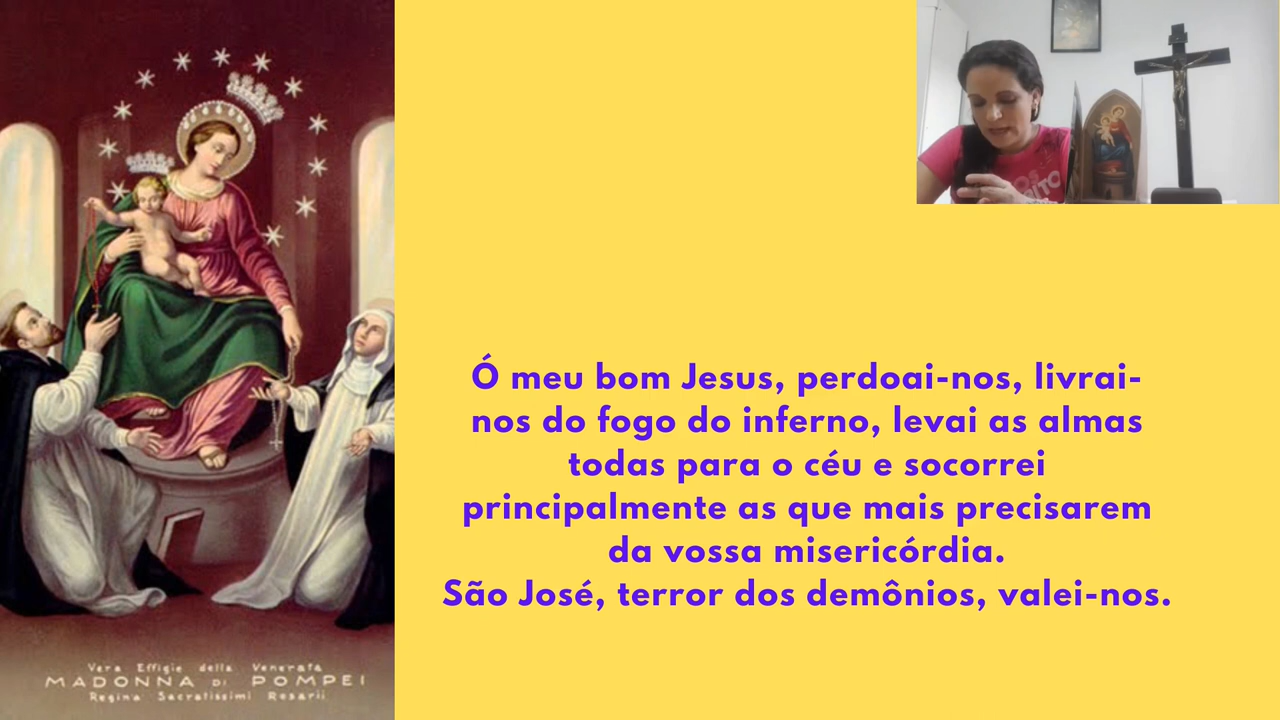 Ó meu bom Jesus, perdoai-nos, livrai-
nos do fogo do inferno, levai as almas
todas para o céu e socorrei
principalmente as que mais precisarem
da vossa misericórdia.
São José, terror dos demônios, valei-nos.
Vera Effigie della Venerata
MADONNA DI POMPEI
Regina Sacratissimi Rosarii